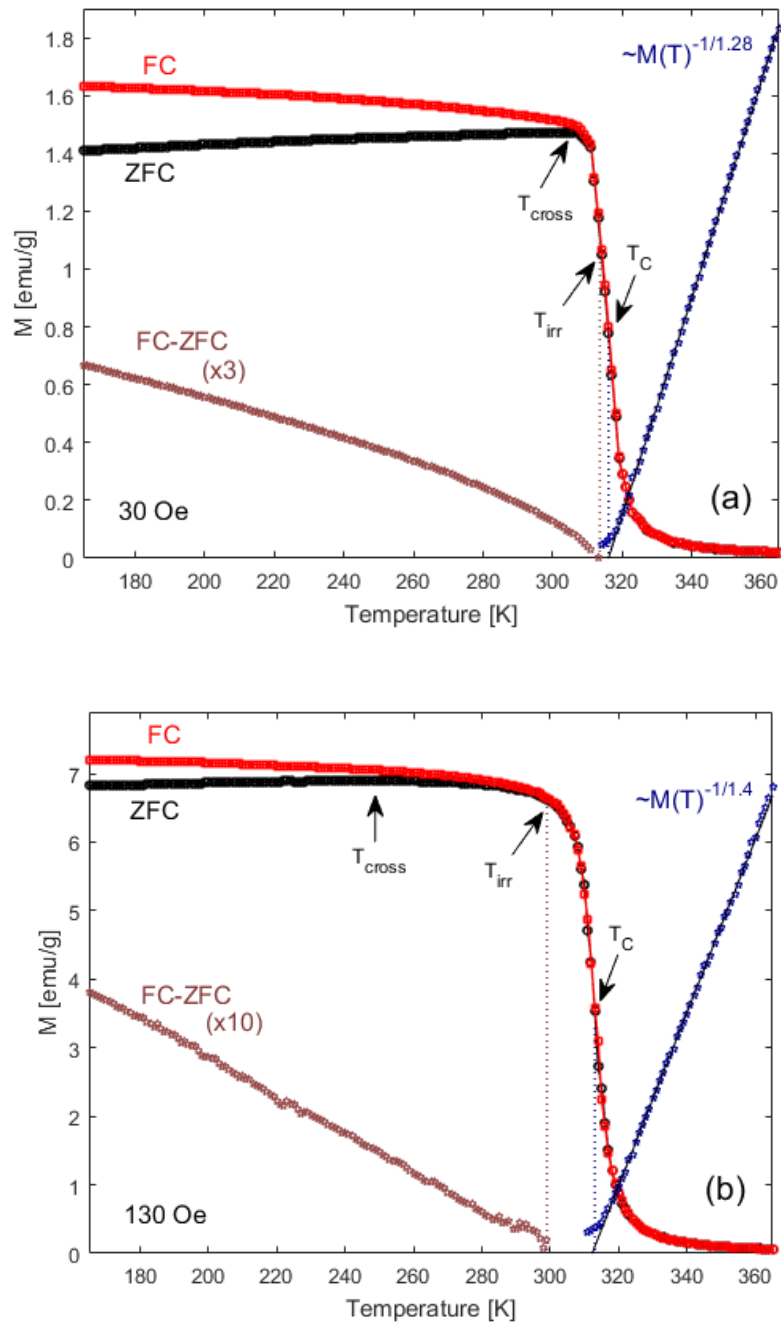 1.8
1.6
1.4
1.2
1
0.8
0.6
0.4
0.2
0
M [emu/g]
FC
ZFC
~M(T)^-1/1.28
T_cross
T_irr
T_C
FC-ZFC
(x3)
30 Oe
(a)
180 200 220 240 260 280 300 320 340 360
Temperature [K]
7
6
5
4
3
2
1
0
M [emu/g]
FC
ZFC
~M(T)^-1/1.4
T_cross
T_irr
T_C
FC-ZFC
(x10)
130 Oe
(b)
180 200 220 240 260 280 300 320 340 360
Temperature [K]